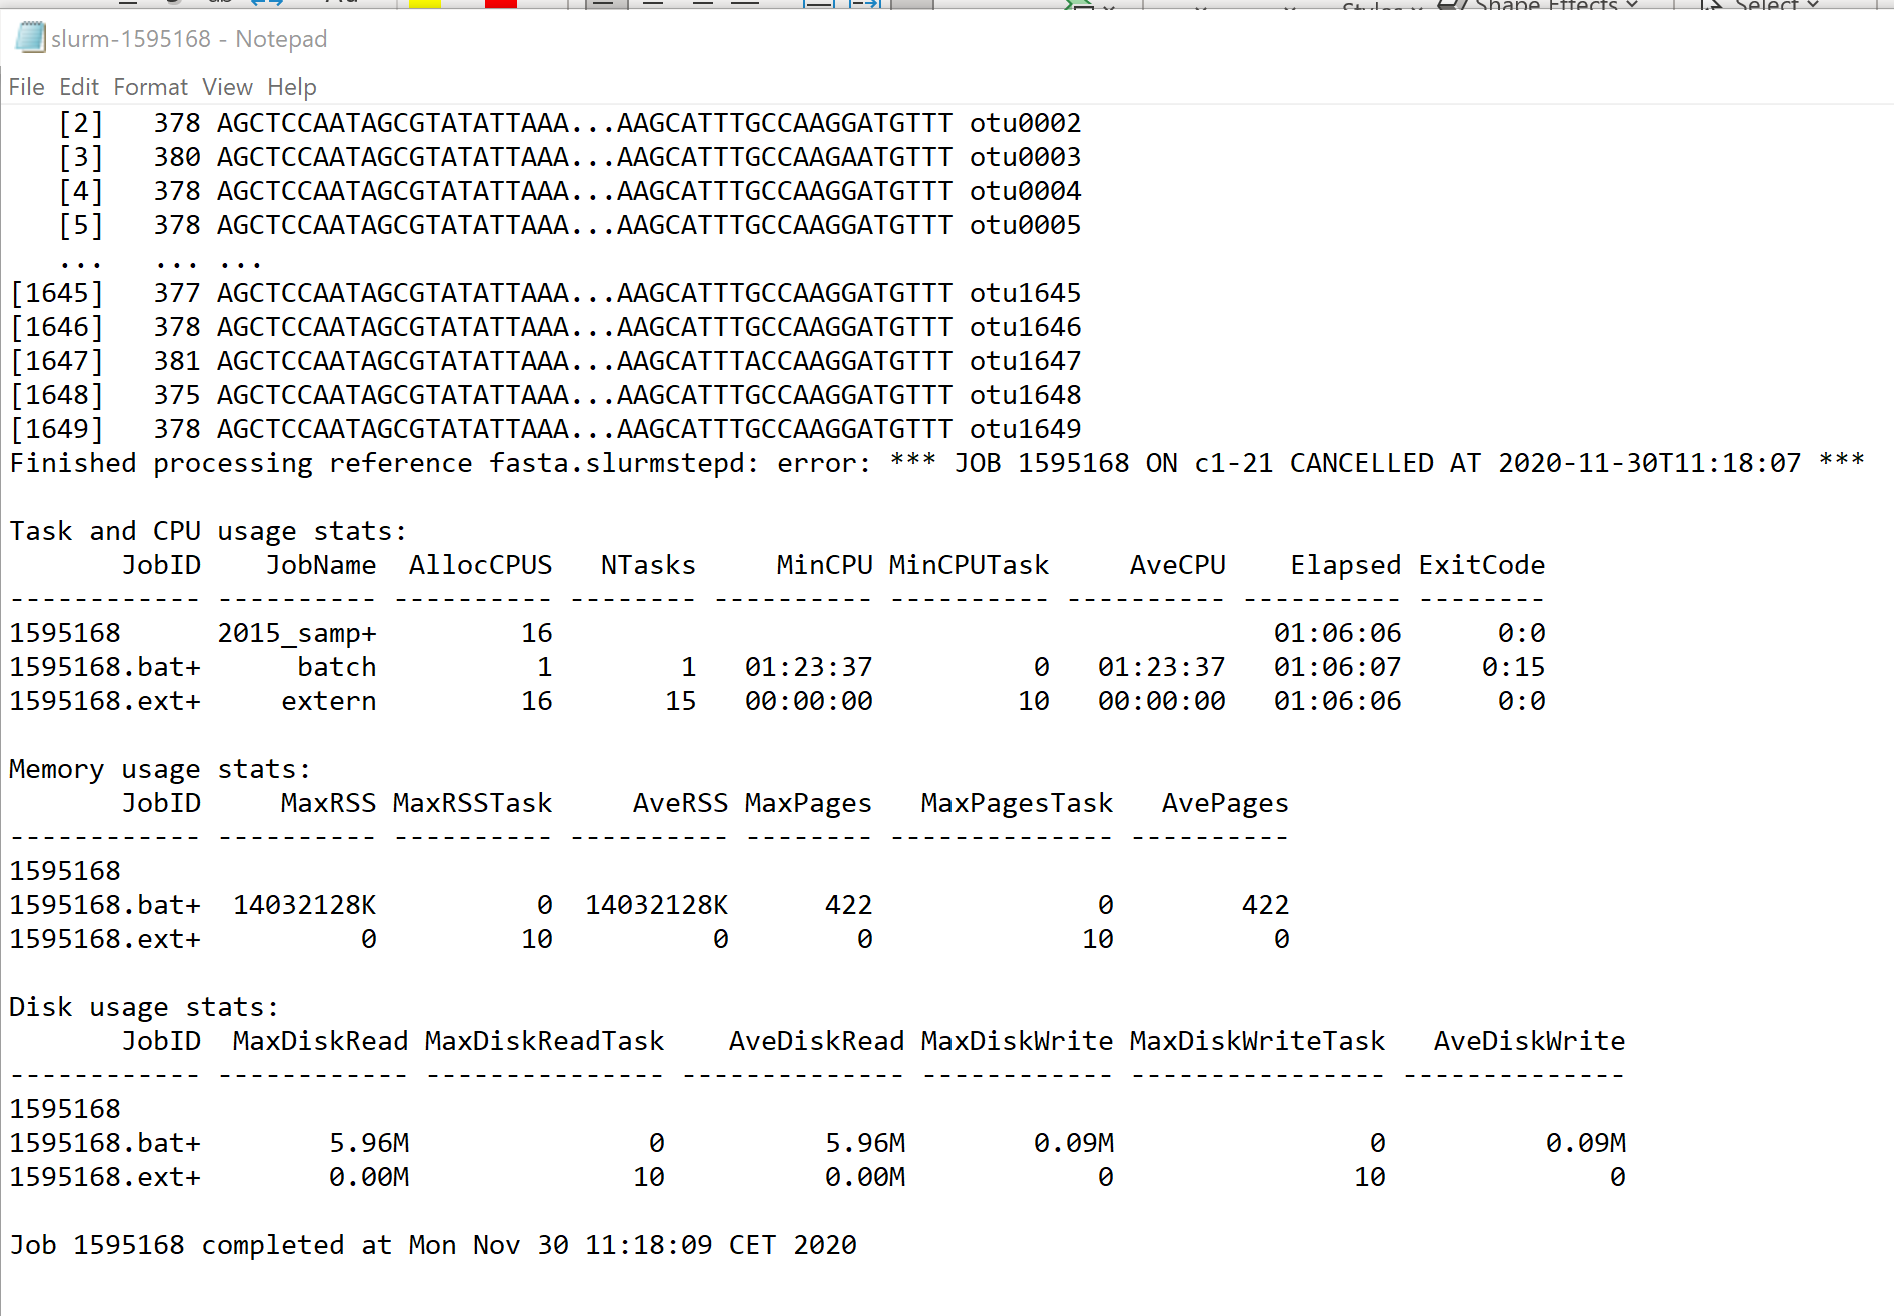 Styles Shape Effects Select
slurm-1595168 - Notepad
File Edit Format View Help
[2] 378 AGCTCCAATAGCGTATATTAAA...AAGCATTTGCCAAGGATGTTT otu0002
[3] 380 AGCTCCAATAGCGTATATTAAA...AAGCATTTGCCAAGAATGTTT otu0003
[4] 378 AGCTCCAATAGCGTATATTAAA...AAGCATTTGCCAAGGATGTTT otu0004
[5] 378 AGCTCCAATAGCGTATATTAAA...AAGCATTTGCCAAGGATGTTT otu0005
... ... ...
[1645] 377 AGCTCCAATAGCGTATATTAAA...AAGCATTTGCCAAGGATGTTT otu1645
[1646] 378 AGCTCCAATAGCGTATATTAAA...AAGCATTTGCCAAGGATGTTT otu1646
[1647] 381 AGCTCCAATAGCGTATATTAAA...AAGCATTTACCAAGGATGTTT otu1647
[1648] 375 AGCTCCAATAGCGTATATTAAA...AAGCATTTGCCAAGGATGTTT otu1648
[1649] 378 AGCTCCAATAGCGTATATTAAA...AAGCATTTGCCAAGGATGTTT otu1649
Finished processing reference fasta.slurmstepd: error: *** JOB 1595168 ON c1-21 CANCELLED AT 2020-11-30T11:18:07 ***
Task and CPU usage stats:
JobID JobName AllocCPUS NTasks MinCPU MinCPUTask AveCPU Elapsed ExitCode
------------ ---------- ---------- -------- ---------- ---------- ---------- ---------- --------
1595168 2015_samp+ 16 01:06:06 0:0
1595168.bat+ batch 1 1 01:23:37 0 01:23:37 01:06:07 0:15
1595168.ext+ extern 16 15 00:00:00 10 00:00:00 01:06:06 0:0
Memory usage stats:
JobID MaxRSS MaxRSSTask AveRSS MaxPages MaxPagesTask AvePages
------------ ---------- ---------- ---------- -------- -------------- ----------
1595168
1595168.bat+ 14032128K 0 14032128K 422 0 422
1595168.ext+ 0 10 0 0 10 0
Disk usage stats:
JobID MaxDiskRead MaxDiskReadTask AveDiskRead MaxDiskWrite MaxDiskWriteTask AveDiskWrite
------------ ------------ --------------- -------------- ------------ ---------------- --------------
1595168
1595168.bat+ 5.96M 0 5.96M 0.09M 0 0.09M
1595168.ext+ 0.00M 10 0.00M 0 10 0
Job 1595168 completed at Mon Nov 30 11:18:09 CET 2020